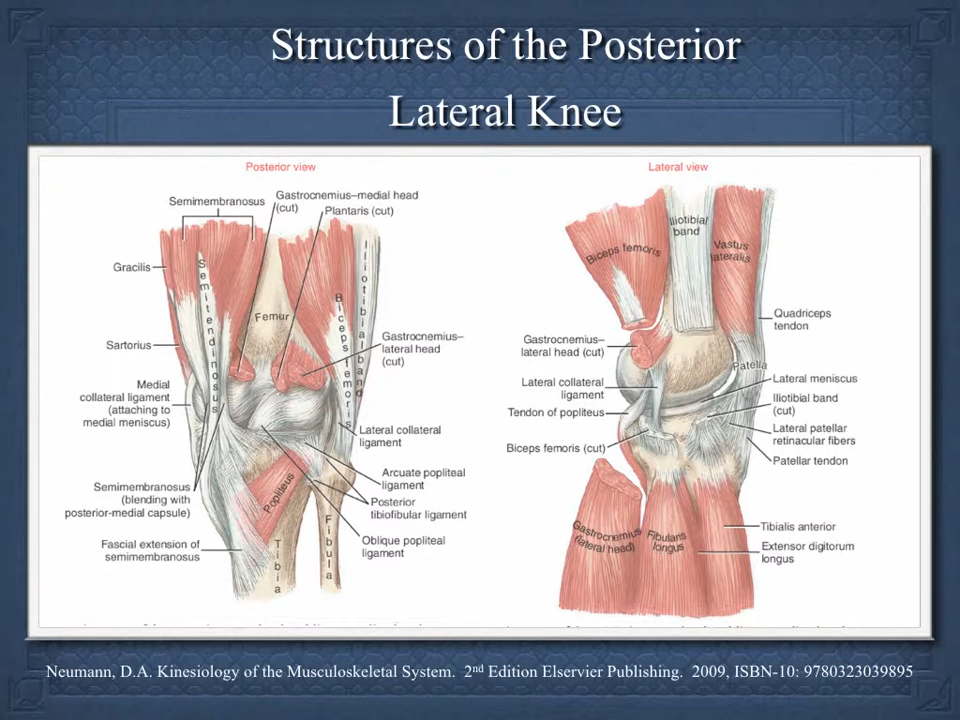 Structures of the Posterior
Lateral Knee
Posterior view
Semimembranosus
Gastrocnemius–medial head
(cut)
Plantaris (cut)
Gracilis
Semitendinosus
Femur
Biceps femoris
Iliotibial band
Sartorius
Gastrocnemius–
lateral head
(cut)
Medial
collateral ligament
(attaching to
medial meniscus)
Lateral collateral
ligament
Arcuate popliteal
ligament
Semimembranosus
(blending with
posterior-medial capsule)
Popliteus
Posterior
tibiofibular ligament
Fascial extension of
semimembranosus
Tibia
Fibula
Oblique popliteal
ligament
Lateral view
Biceps femoris
Iliotibial
band
Vastus
lateralis
Quadriceps
tendon
Gastrocnemius–
lateral head (cut)
Patella
Lateral collateral
ligament
Lateral meniscus
Iliotibial band
(cut)
Tendon of popliteus
Lateral patellar
retinacular fibers
Biceps femoris (cut)
Patellar tendon
Gastrocnemius
(lateral head)
Fibularis
longus
Tibialis anterior
Extensor digitorum
longus
Neumann, D.A. Kinesiology of the Musculoskeletal System. 2nd Edition Elservier Publishing. 2009, ISBN-10: 9780323039895